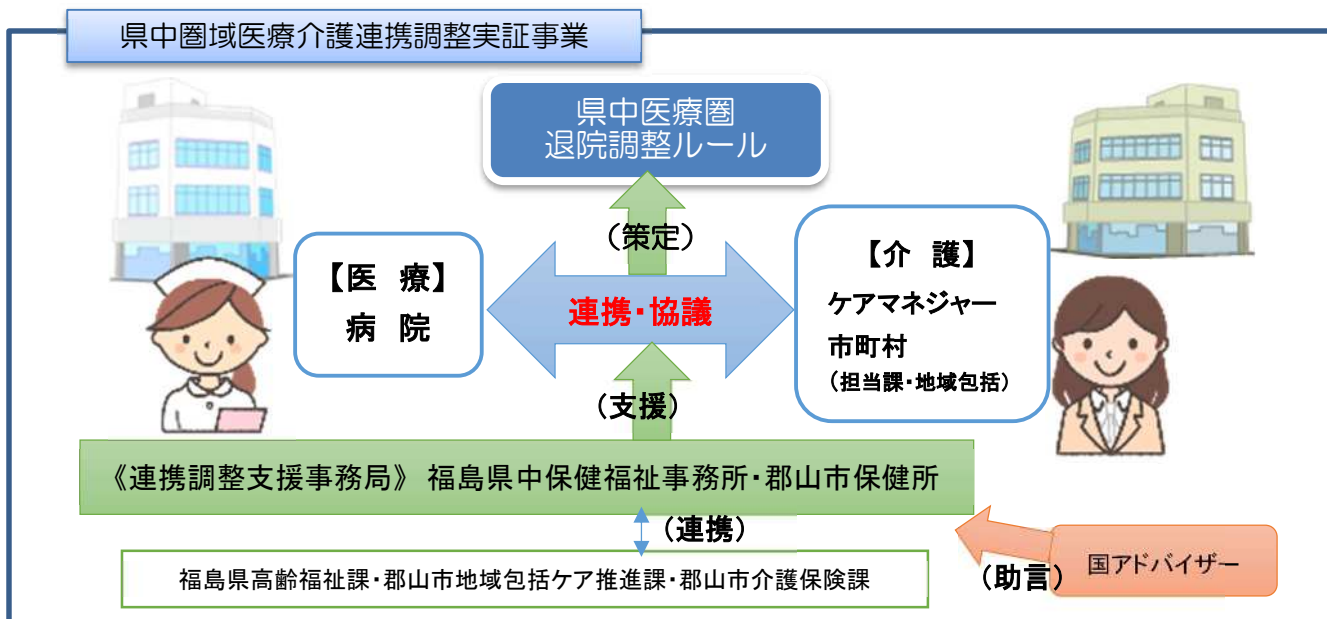 県中圏域医療介護連携調整実証事業
県中医療圏
退院調整ルール
（策定）
【医　療】
病　院
連携・協議
【介　護】
ケアマネジャー
市町村
（担当課・地域包括）
（支援）
《連携調整支援事務局》 福島県中保健福祉事務所・郡山市保健所
（連携）
福島県高齢福祉課・郡山市地域包括ケア推進課・郡山市介護保険課
（助言）
国アドバイザー